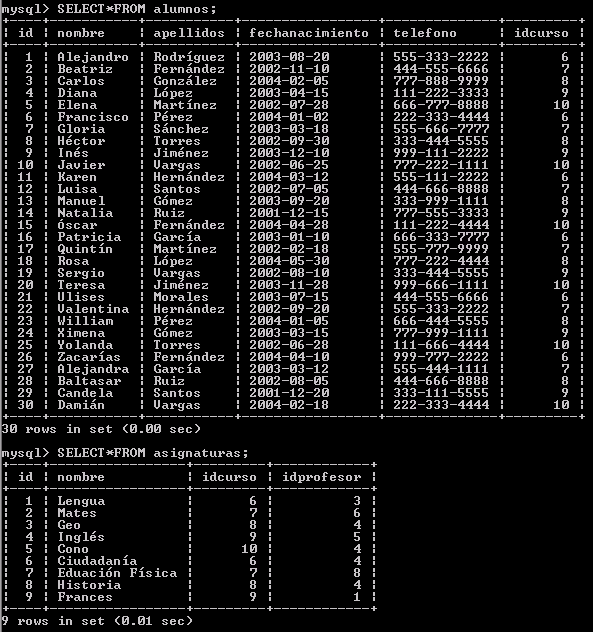 mysql> SELECT*FROM alumnos;
+----+-----------+-----------+-----------------+--------------+---------+
| id | nombre | apellidos | fechanacimiento | telefono | idcurso |
+----+-----------+-----------+-----------------+--------------+---------+
| 1 | Alejandro | Rodríguez | 2003-08-20 | 555-333-2222 | 6 |
| 2 | Beatriz | Fernández | 2002-11-10 | 444-555-6666 | 7 |
| 3 | Carlos | González | 2004-02-05 | 777-888-9999 | 8 |
| 4 | Diana | López | 2003-04-15 | 111-222-3333 | 9 |
| 5 | Elena | Martínez | 2002-07-28 | 666-777-8888 | 10 |
| 6 | Francisco | Pérez | 2004-01-02 | 222-333-4444 | 6 |
| 7 | Gloria | Sánchez | 2003-03-18 | 555-666-7777 | 7 |
| 8 | Héctor | Torres | 2002-09-30 | 333-444-5555 | 8 |
| 9 | Inés | Jiménez | 2003-12-10 | 999-111-2222 | 9 |
| 10 | Javier | Vargas | 2002-06-25 | 777-222-1111 | 10 |
| 11 | Karen | Hernández | 2004-03-12 | 555-111-2222 | 6 |
| 12 | Luisa | Santos | 2002-07-05 | 444-666-8888 | 7 |
| 13 | Manuel | Gómez | 2003-09-20 | 333-999-1111 | 8 |
| 14 | Natalia | Ruiz | 2001-12-15 | 777-555-3333 | 9 |
| 15 | Óscar | Fernández | 2004-04-28 | 111-222-4444 | 10 |
| 16 | Patricia | García | 2003-01-10 | 666-333-7777 | 6 |
| 17 | Quintín | Martínez | 2002-02-18 | 555-777-9999 | 7 |
| 18 | Rosa | López | 2004-05-30 | 777-222-4444 | 8 |
| 19 | Sergio | Vargas | 2002-08-10 | 333-444-5555 | 9 |
| 20 | Teresa | Jiménez | 2003-11-28 | 999-666-1111 | 10 |
| 21 | Ulises | Morales | 2003-07-15 | 444-555-6666 | 6 |
| 22 | Valentina | Hernández | 2002-09-20 | 555-333-2222 | 7 |
| 23 | William | Pérez | 2004-01-05 | 666-444-5555 | 8 |
| 24 | Ximena | Gómez | 2003-03-15 | 777-999-1111 | 9 |
| 25 | Yolanda | Torres | 2002-06-28 | 111-666-4444 | 10 |
| 26 | Zacarías | Fernández | 2004-04-10 | 999-777-2222 | 6 |
| 27 | Alejandra | García | 2003-03-12 | 555-444-1111 | 7 |
| 28 | Baltasar | Ruiz | 2002-08-05 | 444-666-8888 | 8 |
| 29 | Candela | Santos | 2001-12-20 | 333-111-5555 | 9 |
| 30 | Damián | Vargas | 2004-02-18 | 222-333-4444 | 10 |
+----+-----------+-----------+-----------------+--------------+---------+
30 rows in set (0.00 sec)
mysql> SELECT*FROM asignaturas;
+----+-----------------+---------+------------+
| id | nombre | idcurso | idprofesor |
+----+-----------------+---------+------------+
| 1 | Lengua | 6 | 3 |
| 2 | Mates | 7 | 6 |
| 3 | Geo | 8 | 4 |
| 4 | Inglés | 9 | 5 |
| 5 | Cono | 10 | 4 |
| 6 | Ciudadanía | 6 | 4 |
| 7 | Eduación Física | 7 | 8 |
| 8 | Historia | 8 | 4 |
| 9 | Frances | 9 | 1 |
+----+-----------------+---------+------------+
9 rows in set (0.01 sec)